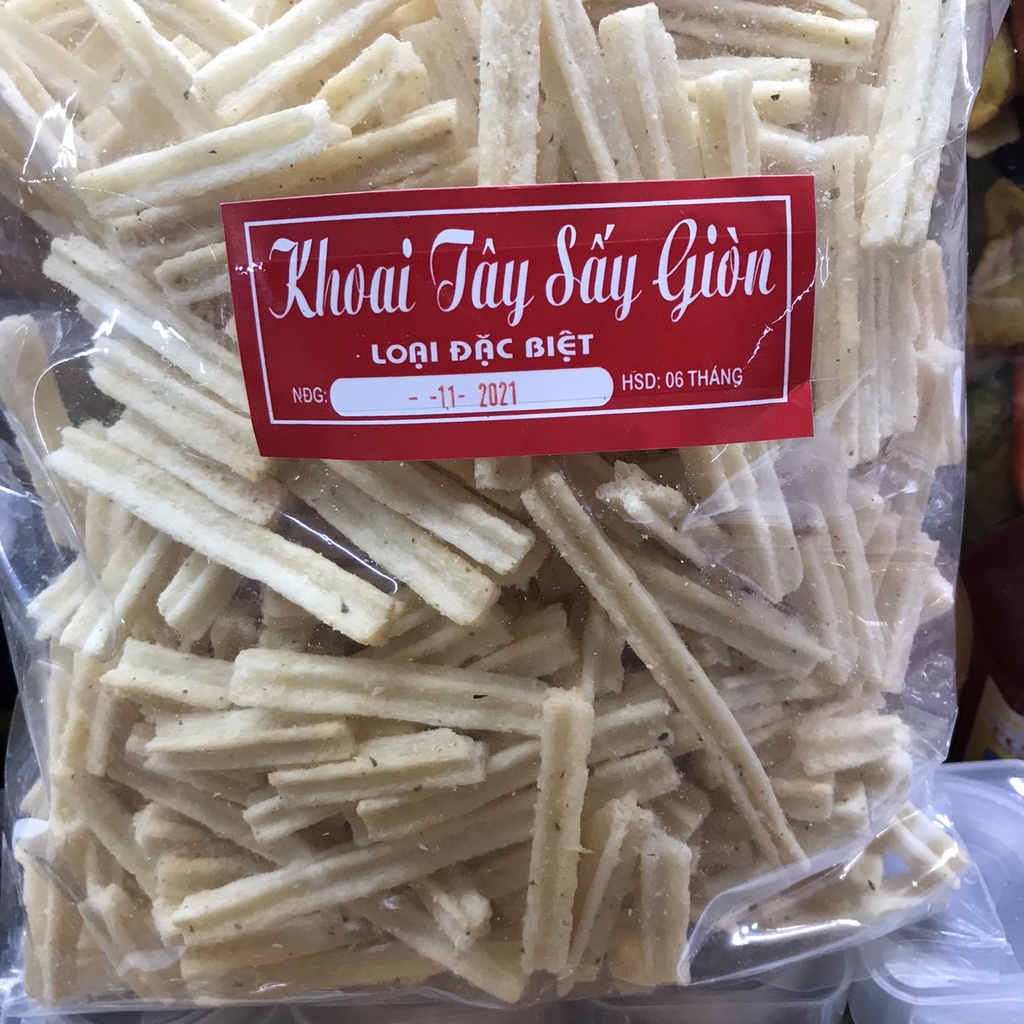 Khoai Tây Sấy Giòn
LOẠI ĐẶC BIỆT
NĐG: - -11- 2021 HSD: 06 THÁNG